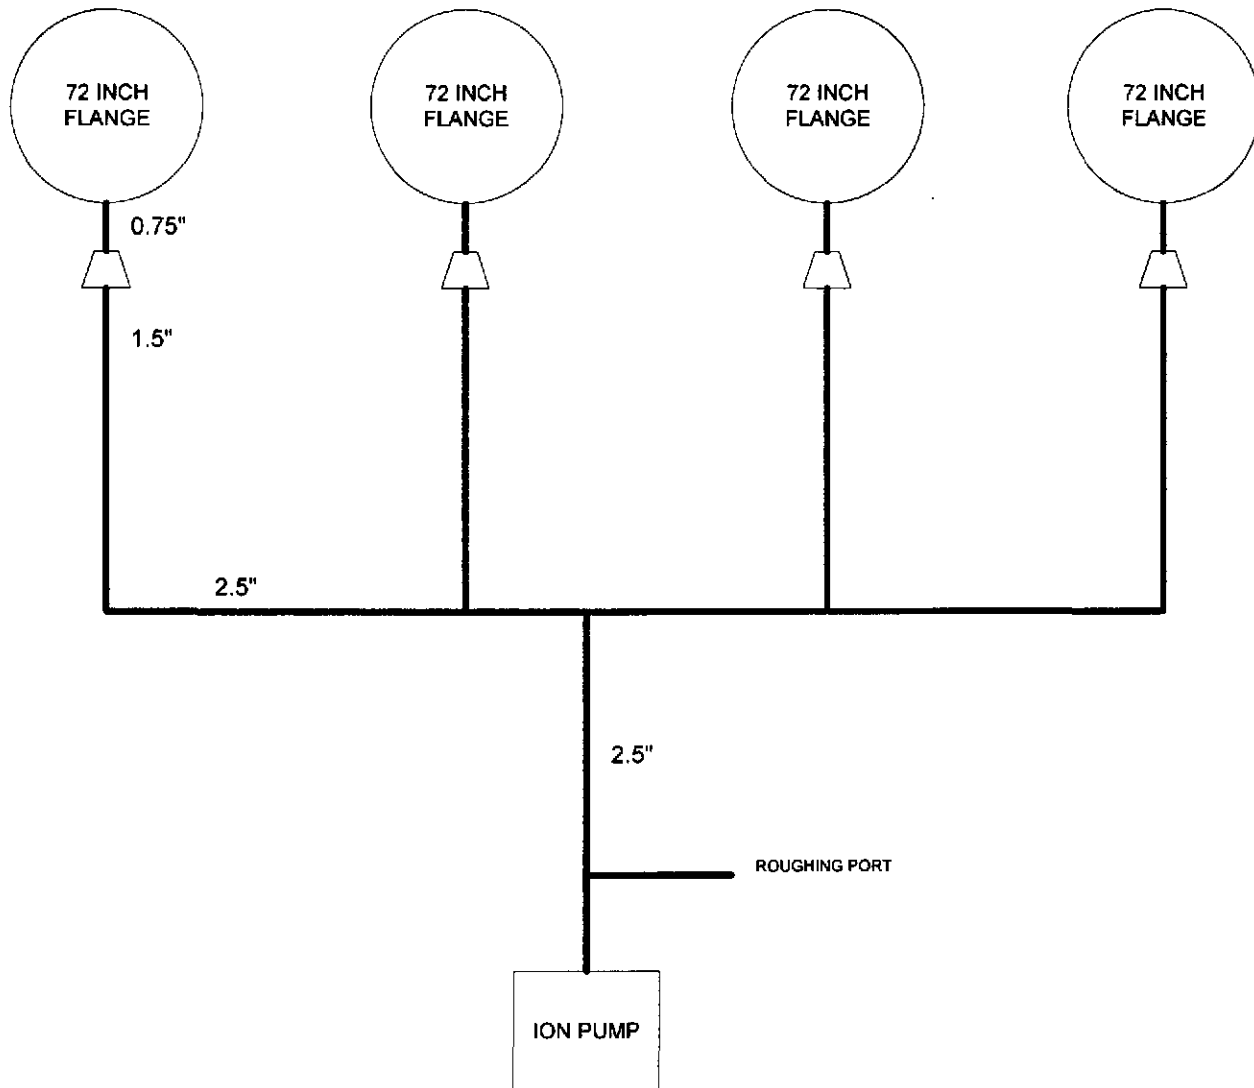 72 INCH
FLANGE
72 INCH
FLANGE
72 INCH
FLANGE
72 INCH
FLANGE
0.75"
1.5"
2.5"
2.5"
ROUGHING PORT
ION PUMP